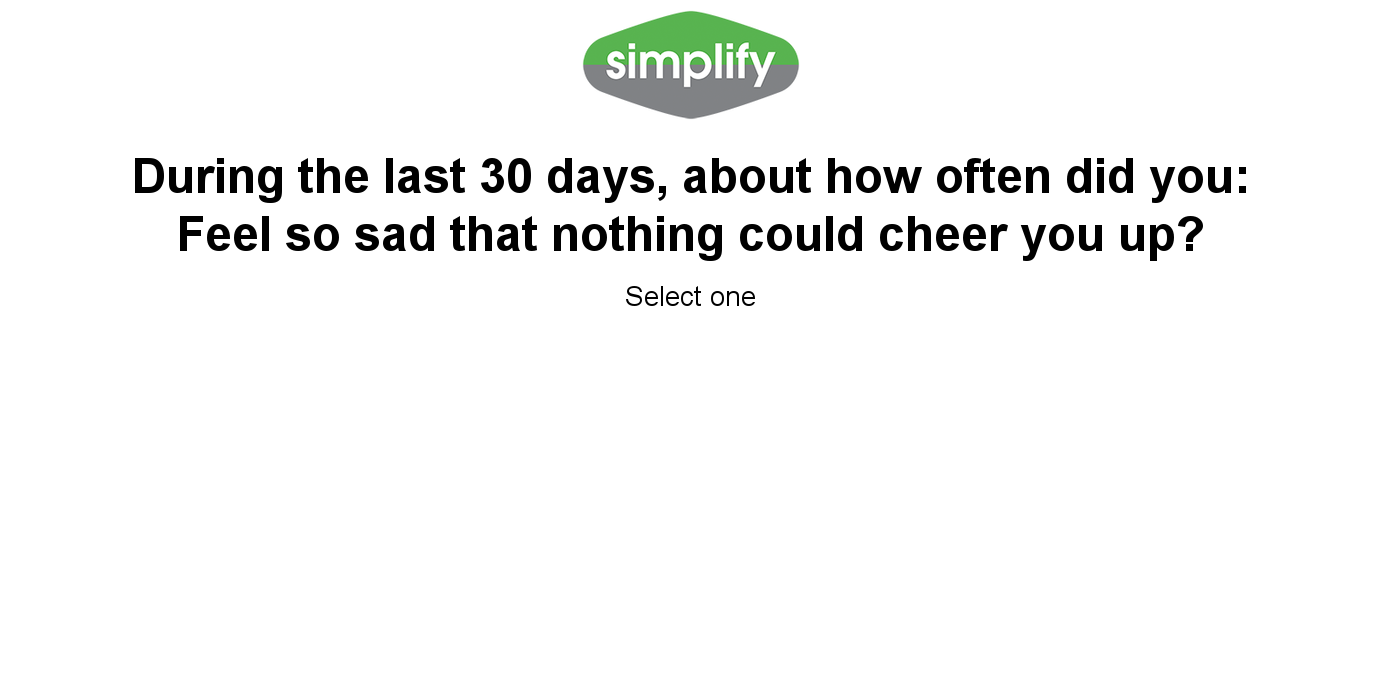 simplify
During the last 30 days, about how often did you:
Feel so sad that nothing could cheer you up?
Select one